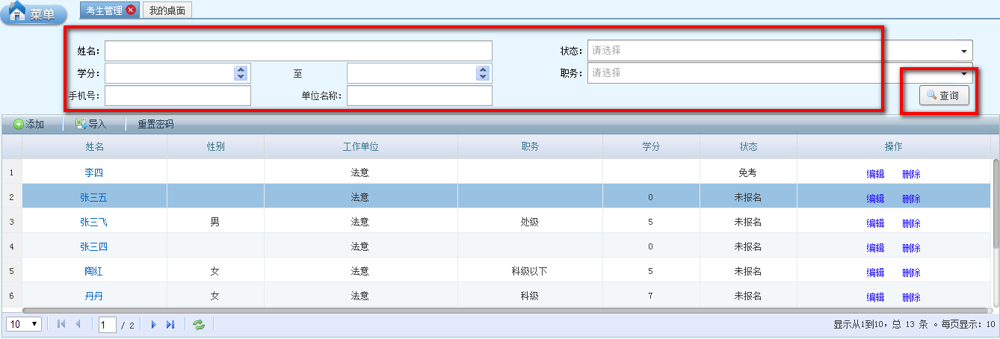 菜单 考生管理 我的桌面
姓名： 状态： 请选择
学分： 至 职务： 请选择
手机号： 单位名称： 查询
添加 导入 重置密码
姓名 性别 工作单位 职务 学分 状态 操作
1 李四 法意 免考 编辑 删除
2 张三五 法意 0 未报名 编辑 删除
3 张三飞 男 法意 处级 5 未报名 编辑 删除
4 张三四 法意 0 未报名 编辑 删除
5 陶红 女 法意 科级以下 5 未报名 编辑 删除
6 丹丹 女 法意 科级 7 未报名 编辑 删除
10 1 / 2 显示从1到10，总 13 条 。每页显示：10